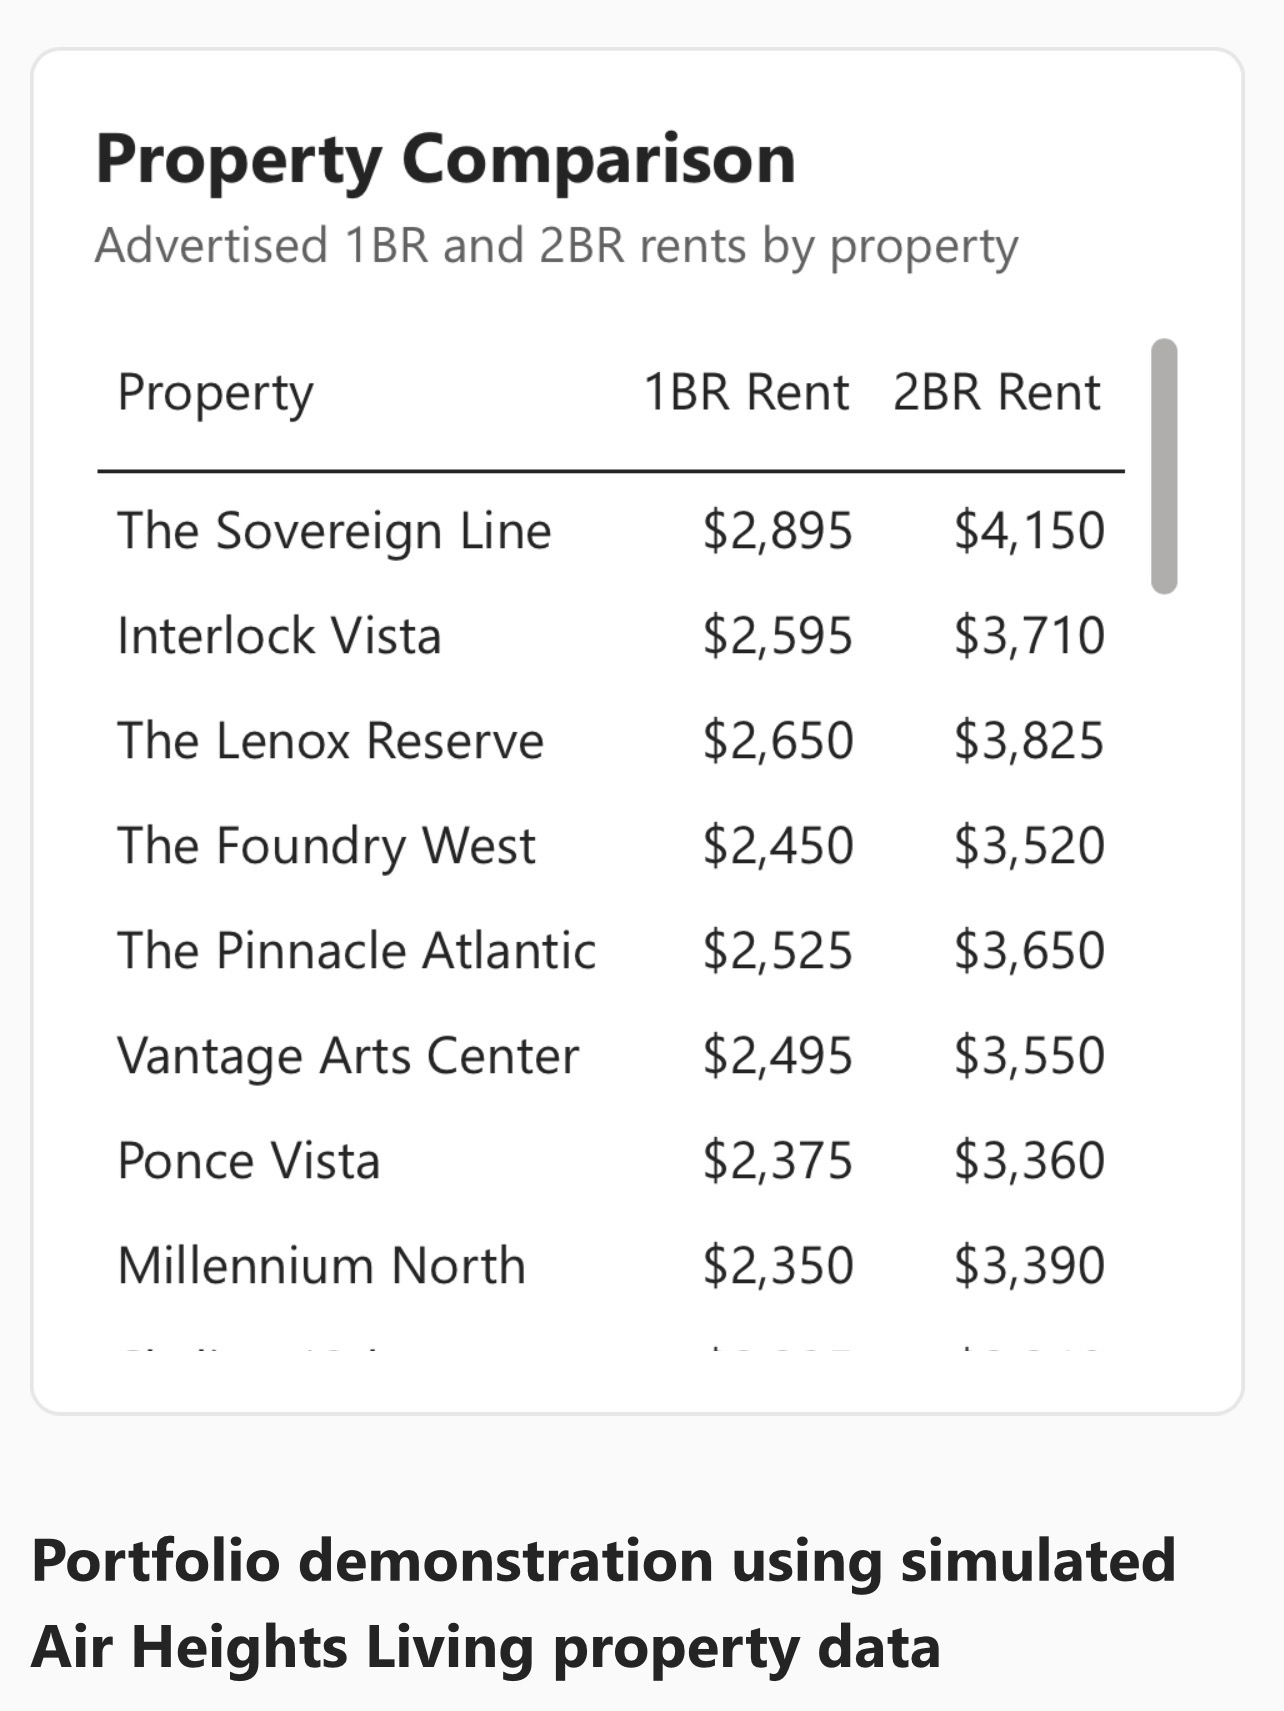 Property Comparison
Advertised 1BR and 2BR rents by property
Property 1BR Rent 2BR Rent
The Sovereign Line $2,895 $4,150
Interlock Vista $2,595 $3,710
The Lenox Reserve $2,650 $3,825
The Foundry West $2,450 $3,520
The Pinnacle Atlantic $2,525 $3,650
Vantage Arts Center $2,495 $3,550
Ponce Vista $2,375 $3,360
Millennium North $2,350 $3,390
Portfolio demonstration using simulated
Air Heights Living property data